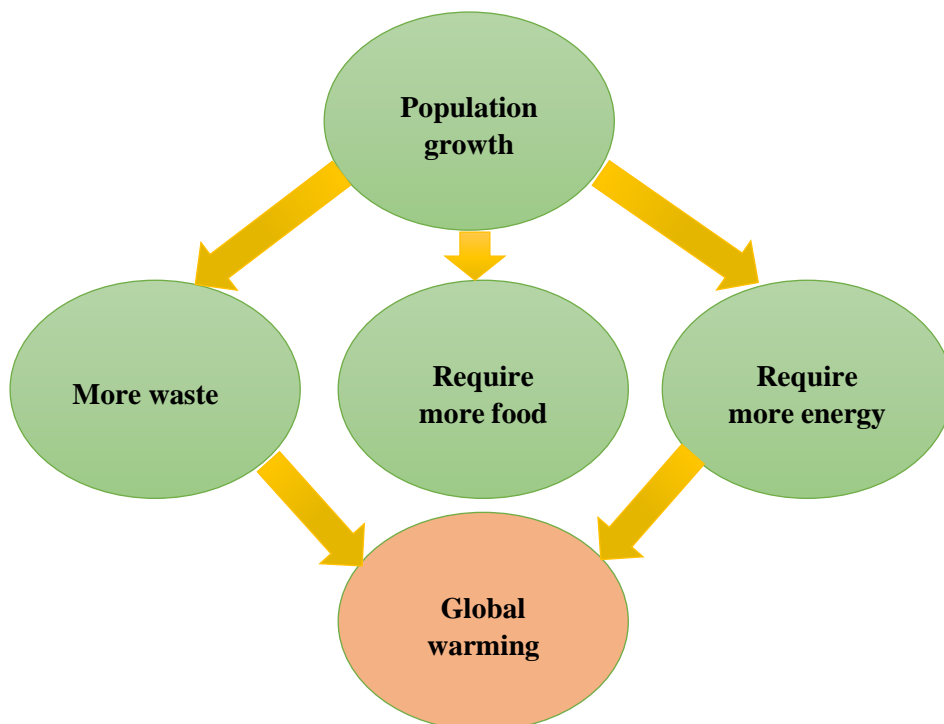 Population
growth
More waste
Require
more food
Require
more energy
Global
warming